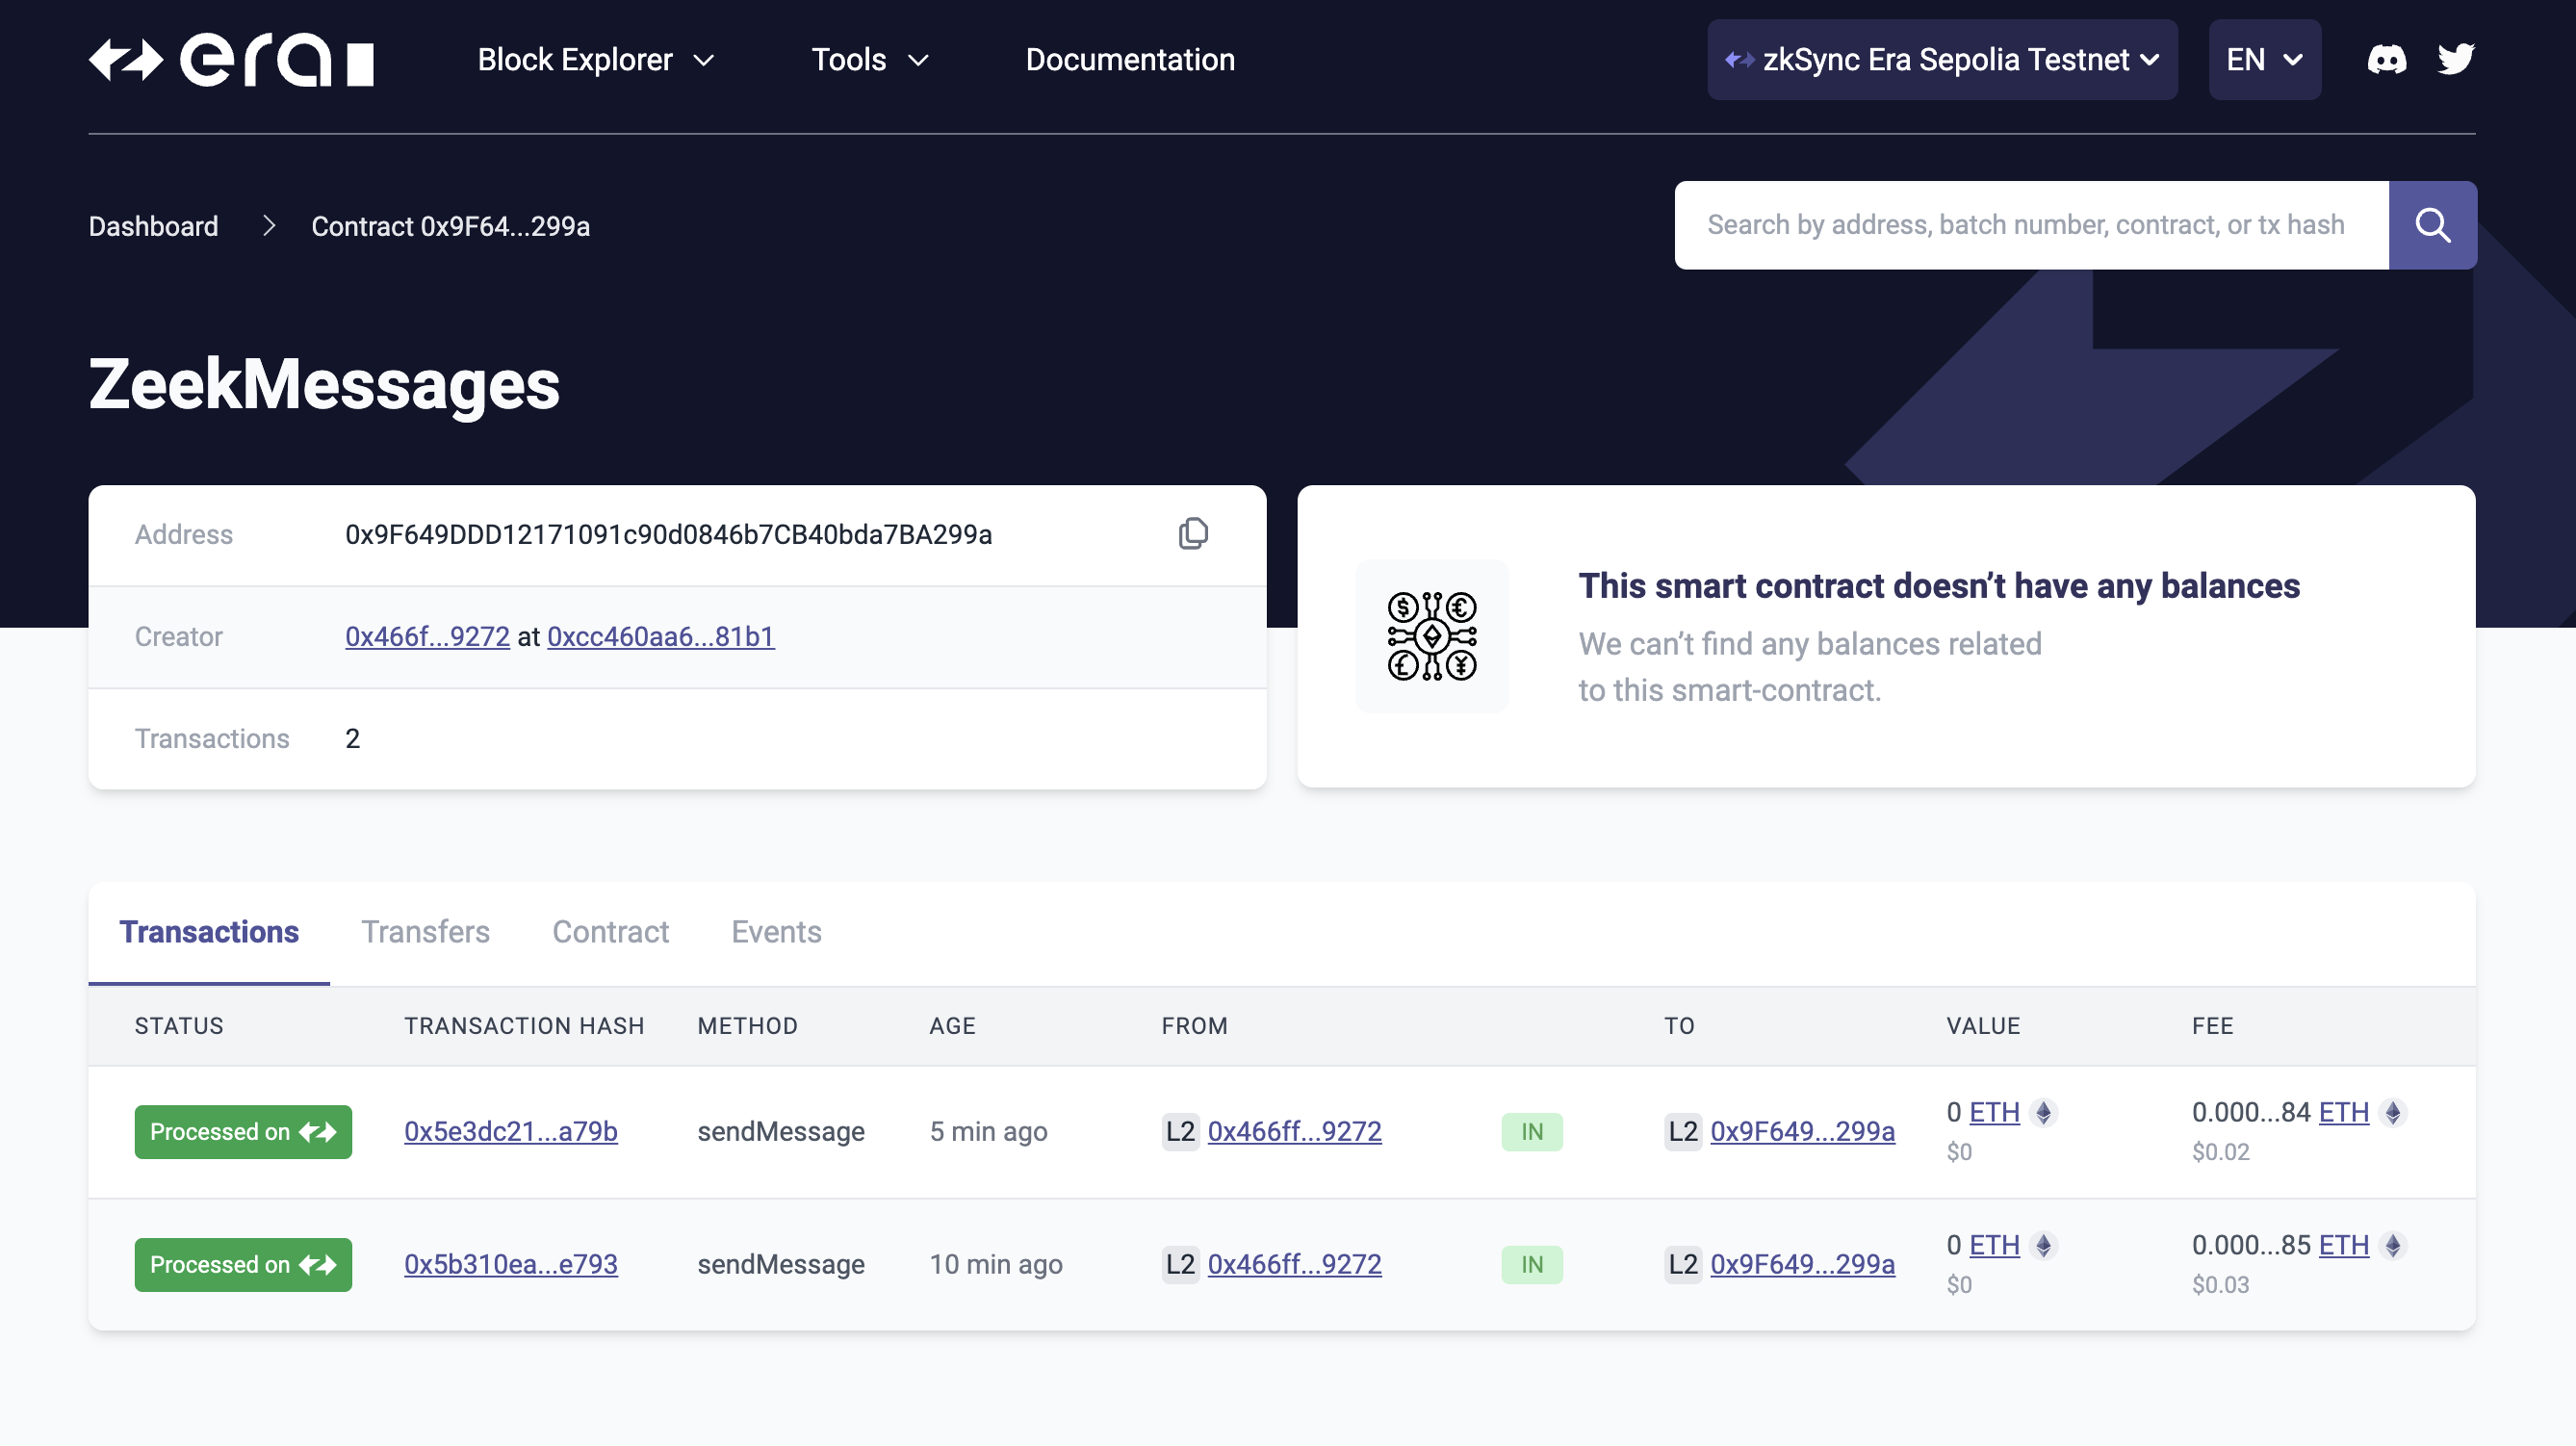 era
Block Explorer
Tools
Documentation
zkSync Era Sepolia Testnet
EN
Dashboard
Contract 0x9F64...299a
Search by address, batch number, contract, or tx hash
ZeekMessages
Address 0x9F649DDD12171091c90d0846b7CB40bda7BA299a
Creator 0x466f...9272 at 0xcc460aa6...81b1
Transactions 2
This smart contract doesn’t have any balances
We can’t find any balances related
to this smart-contract.
Transactions Transfers Contract Events
STATUS TRANSACTION HASH METHOD AGE FROM TO VALUE FEE
Processed on 0x5e3dc21...a79b sendMessage 5 min ago L2 0x466ff...9272 IN L2 0x9F649...299a 0 ETH 0.000...84 ETH
$0 $0.02
Processed on 0x5b310ea...e793 sendMessage 10 min ago L2 0x466ff...9272 IN L2 0x9F649...299a 0 ETH 0.000...85 ETH
$0 $0.03